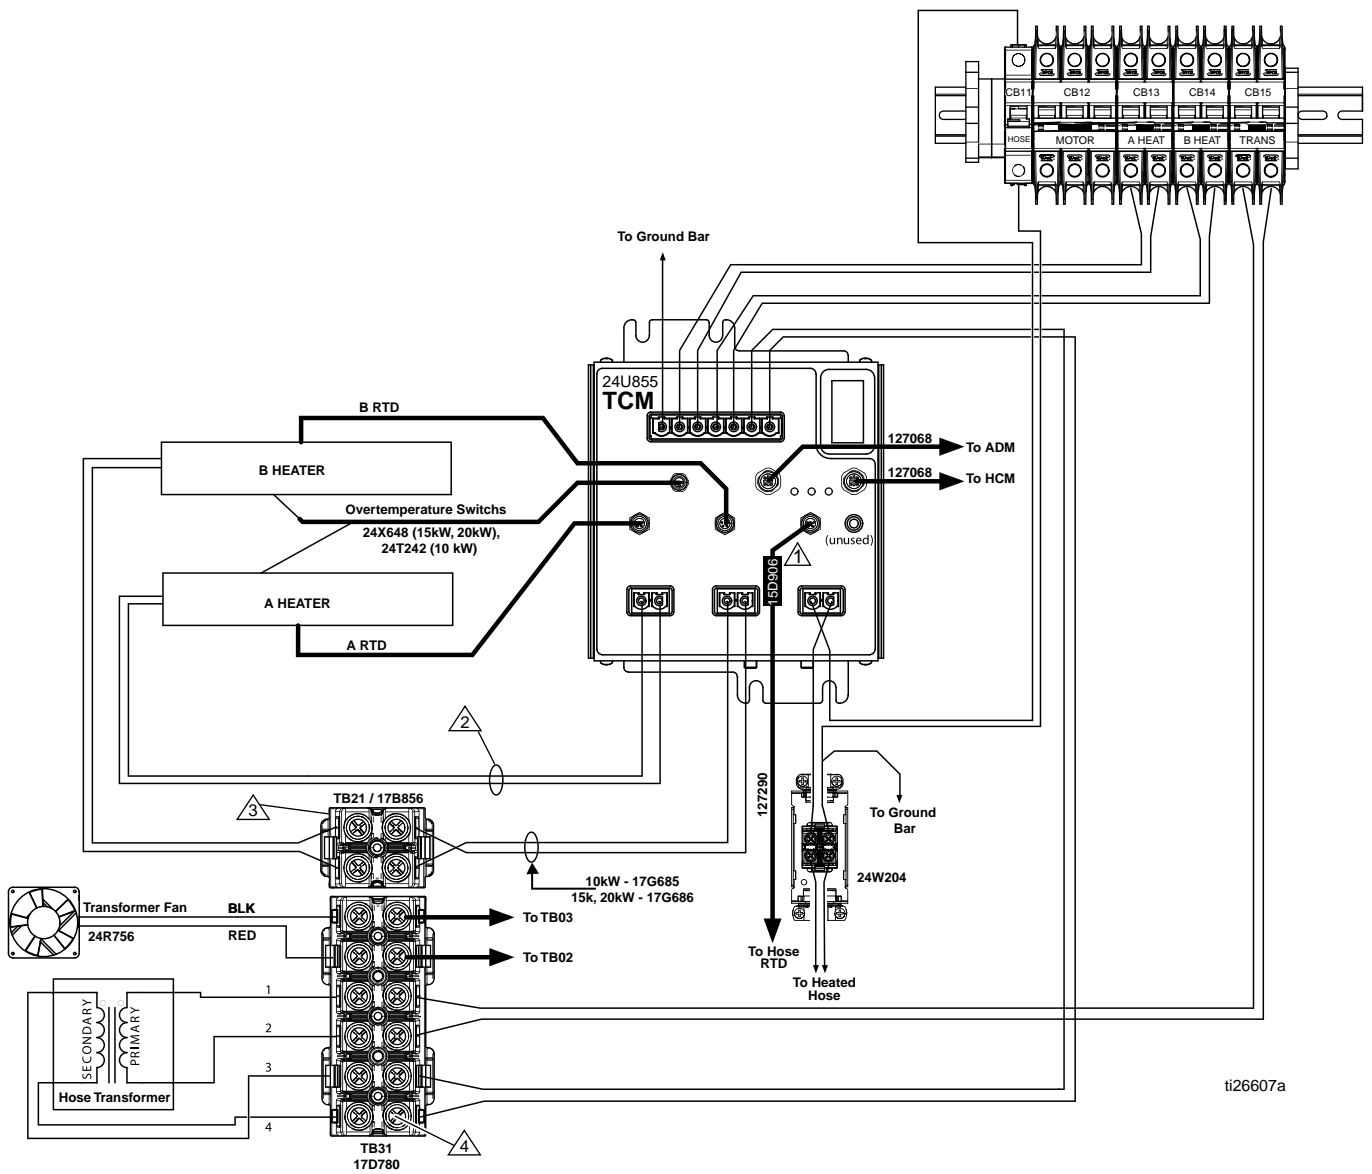 CB11
CB12
CB13
CB14
CB15
HOSE
MOTOR
A HEAT
B HEAT
TRANS
To Ground Bar
24U855
TCM
B RTD
127068
To ADM
127068
To HCM
B HEATER
Overtemperature Switchs
24X648 (15kW, 20kW),
24T242 (10 kW)
(unused)
1
15D906
A HEATER
A RTD
2
127290
TB21 / 17B856
3
To Ground
Bar
10kW - 17G685
15k, 20kW - 17G686
24W204
Transformer Fan
BLK
To TB03
24R756
RED
To TB02
To Hose
RTD
To Heated
Hose
1
2
3
4
SECONDARY
PRIMARY
Hose Transformer
4
TB31
17D780
ti26607a